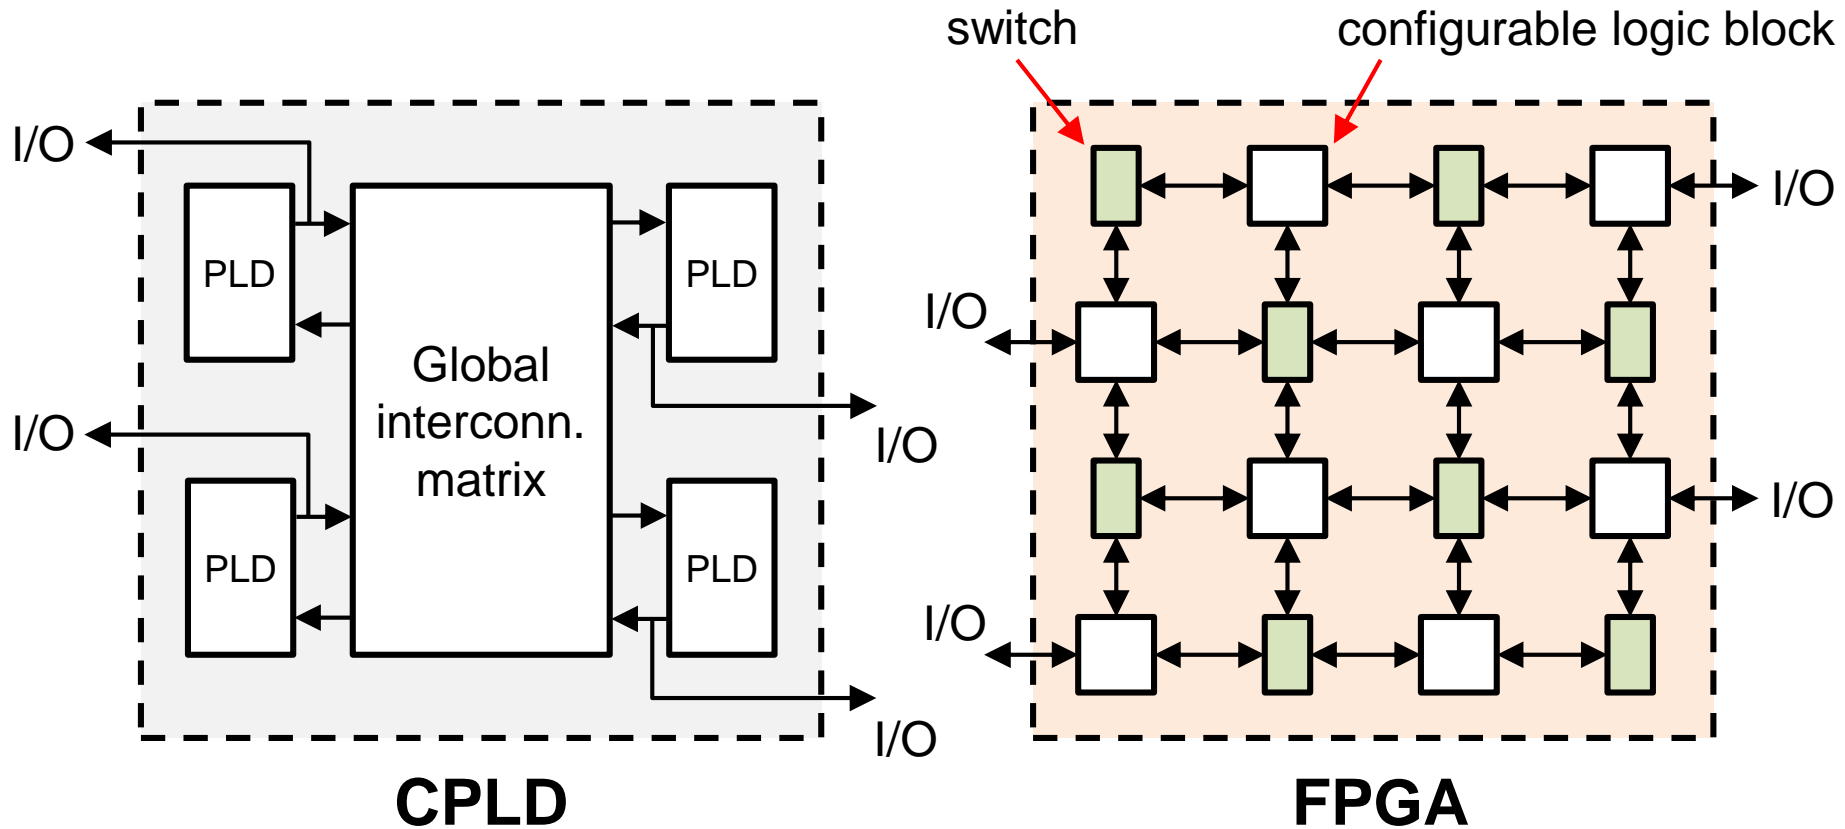 switch
configurable logic block
I/O
PLD
PLD
Global
interconn.
matrix
I/O
I/O
PLD
PLD
I/O
CPLD
I/O
I/O
I/O
I/O
FPGA